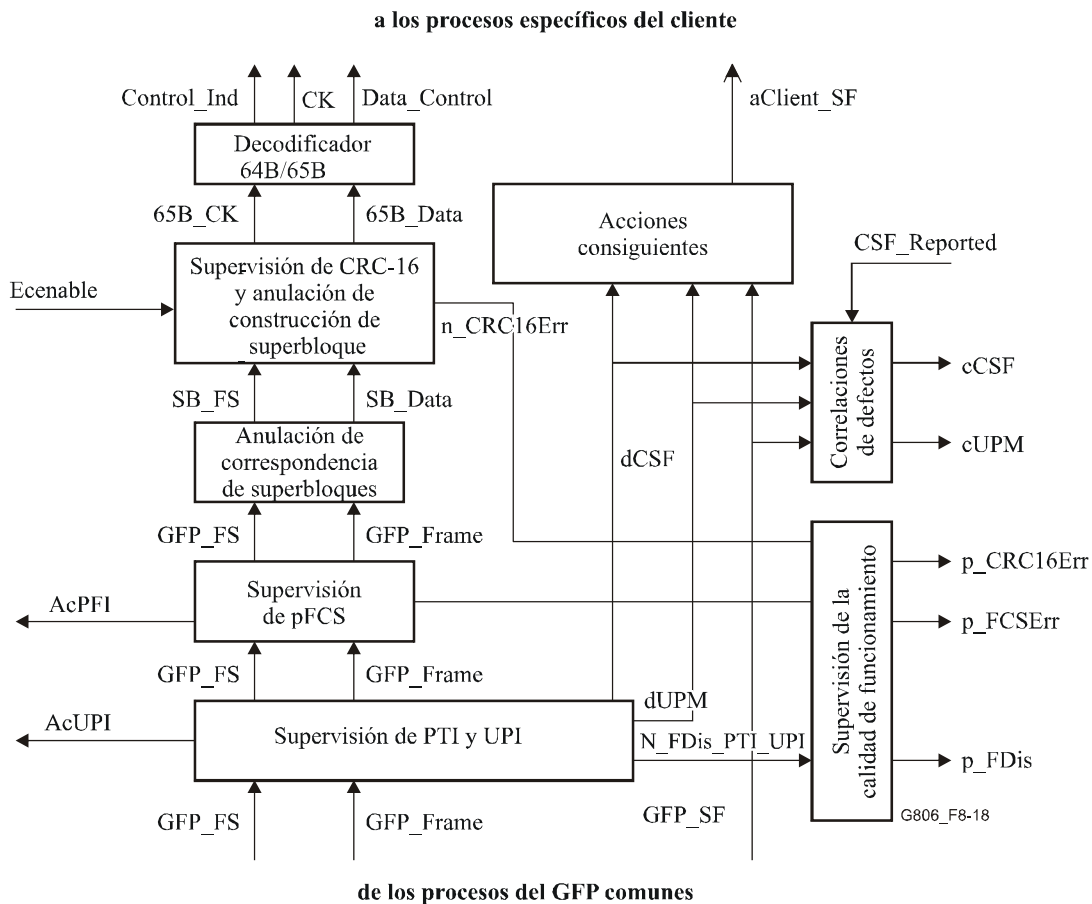 a los procesos específicos del cliente
Control_Ind
CK
Data_Control
aClient_SF
Decodificador
64B/65B
65B_CK
65B_Data
Acciones
consiguientes
CSF_Reported
Supervisión de CRC-16
y anulación de
construcción de
superbloque
Ecenable
n_CRC16Err
Correlaciones
de defectos
cCSF
cUPM
SB_FS
SB_Data
Anulación de
correspondencia
de superbloques
dCSF
GFP_FS
GFP_Frame
Supervisión
de pFCS
AcPFI
Supervisión de la
calidad de funcionamiento
p_CRC16Err
p_FCSErr
p_FDis
GFP_FS
GFP_Frame
dUPM
AcUPI
Supervisión de PTI y UPI
N_FDis_PTI_UPI
GFP_FS
GFP_Frame
GFP_SF
G806_F8-18
de los procesos del GFP comunes